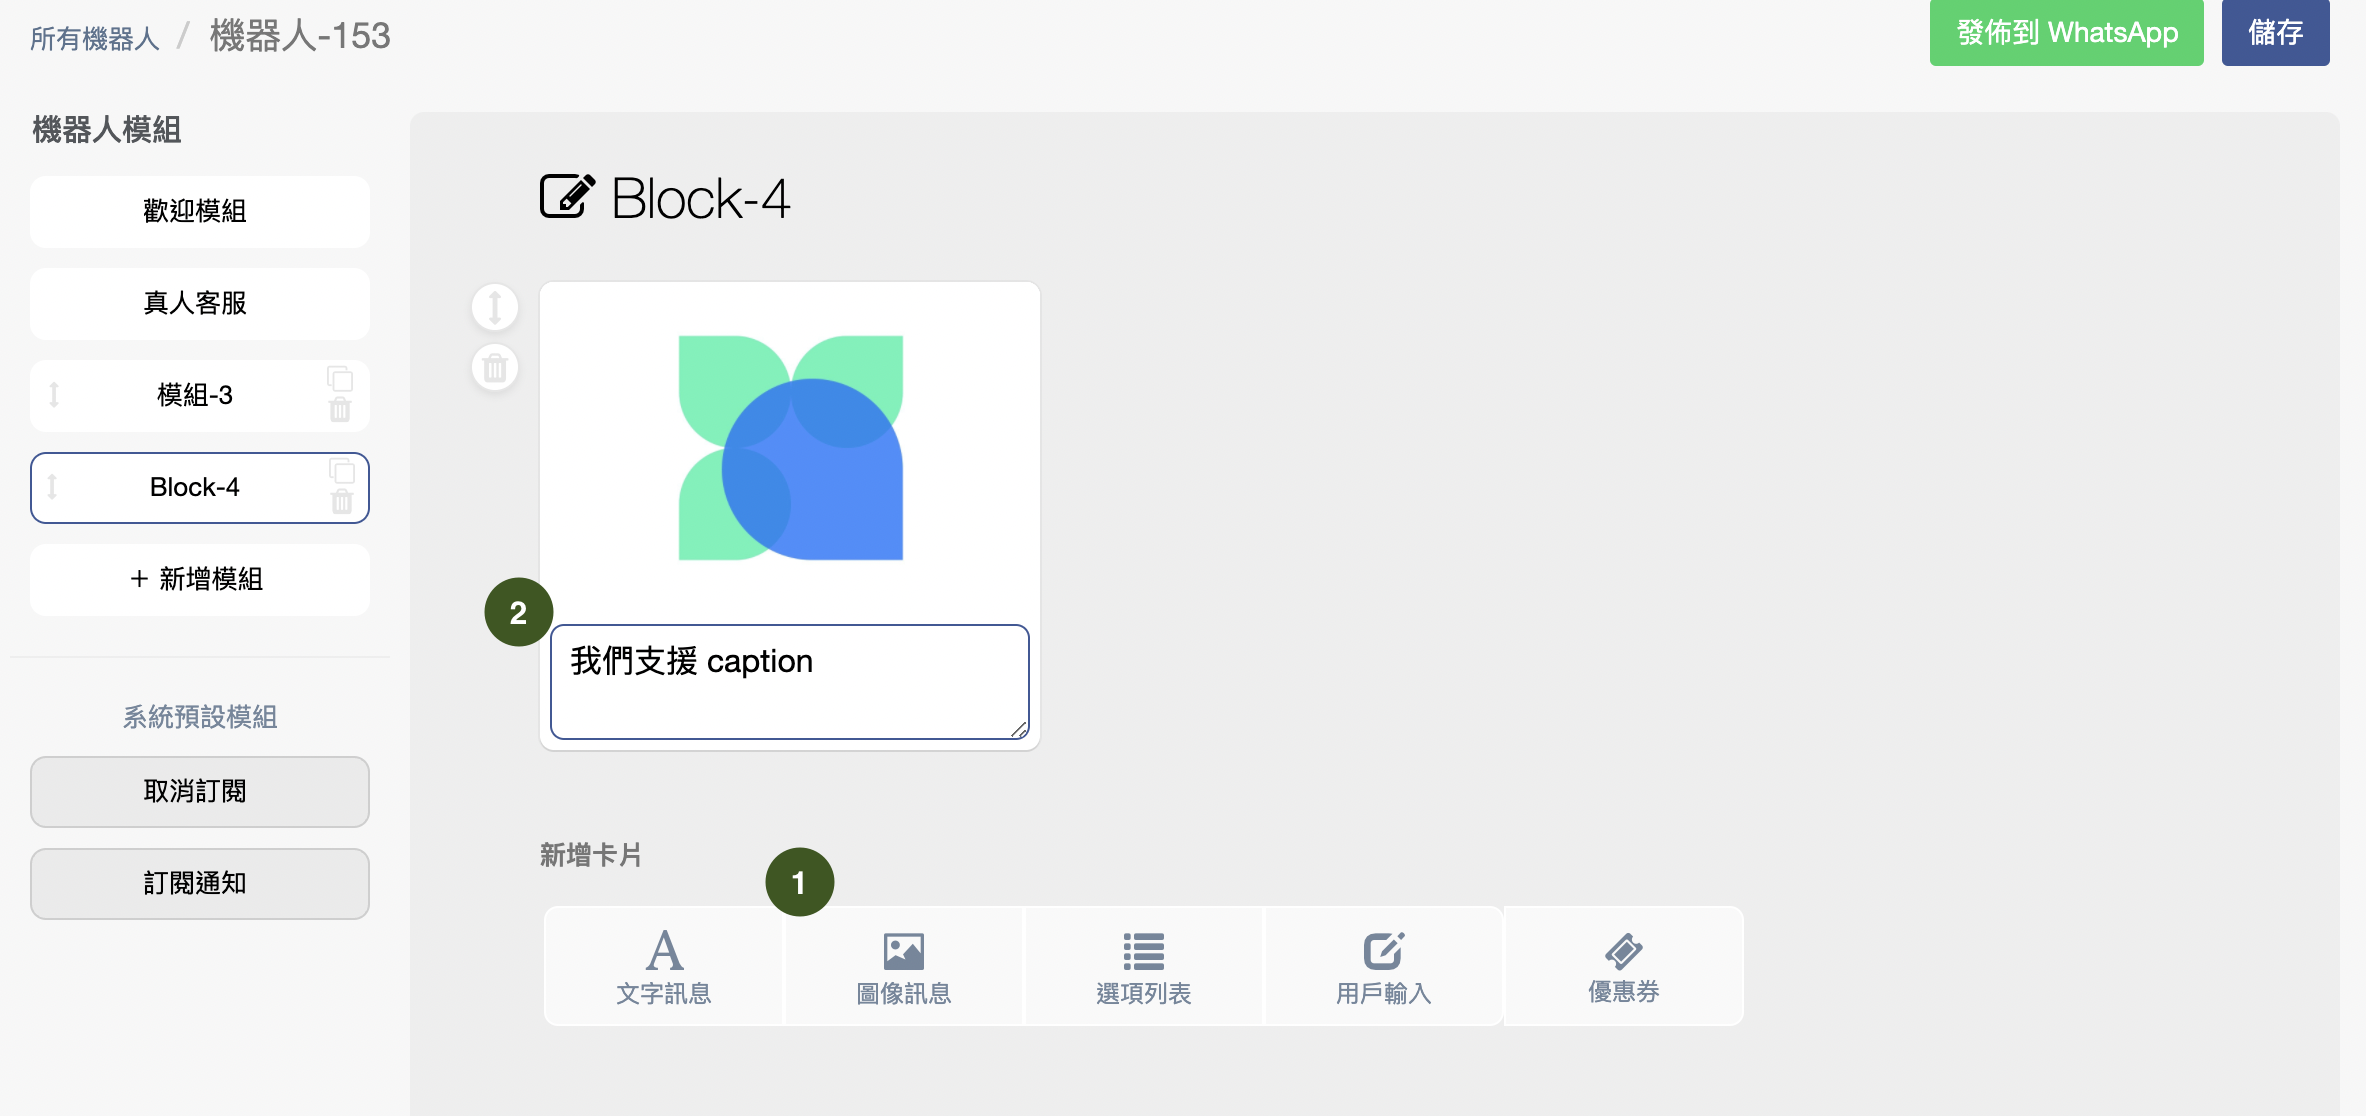 所有機器人 / 機器人-153
發佈到 WhatsApp
儲存
機器人模組
歡迎模組
真人客服
模組-3
Block-4
+ 新增模組
系統預設模組
取消訂閱
訂閱通知
Block-4
2
我們支援 caption
新增卡片
1
文字訊息
圖像訊息
選項列表
用戶輸入
優惠券